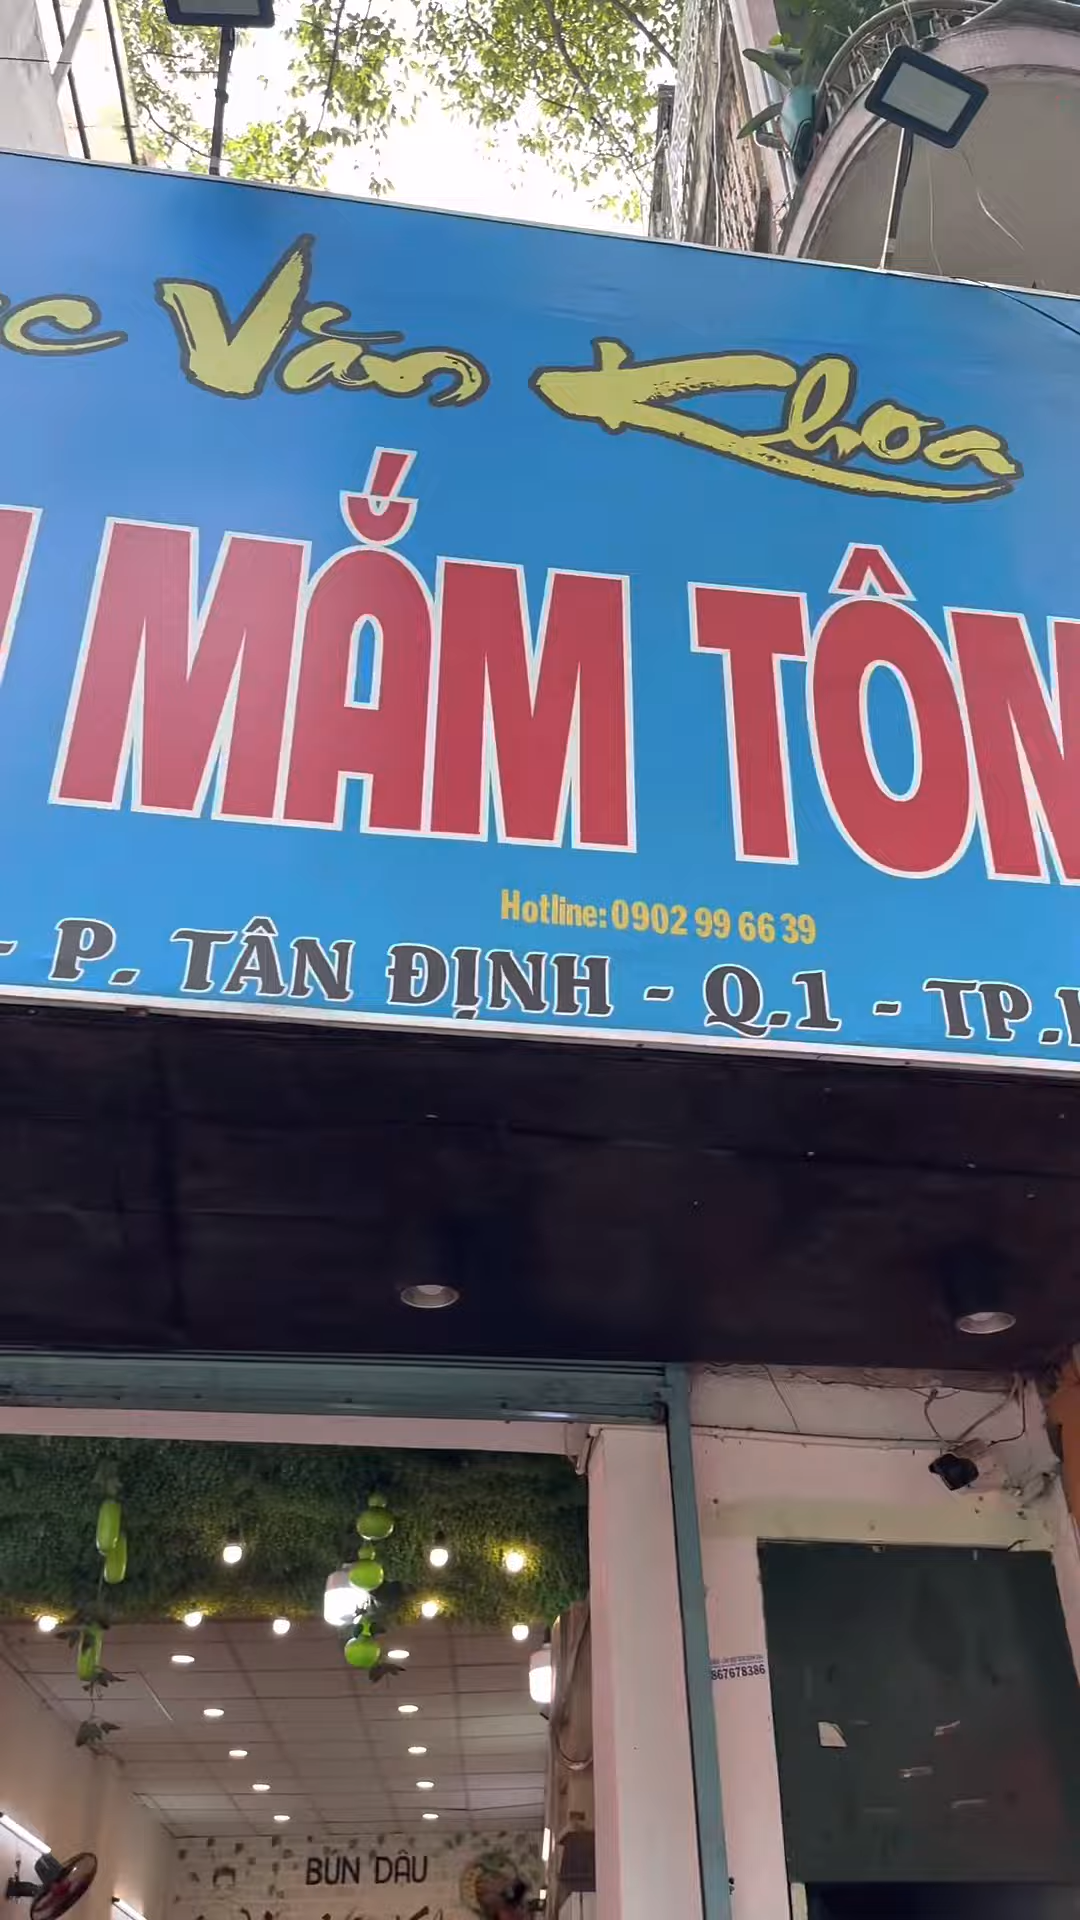 Văn Khoa
MẮM TÔN
Hotline: 0902 99 66 39
- P. TÂN ĐỊNH - Q.1 - TP.
867678386
BÚN ĐẬU